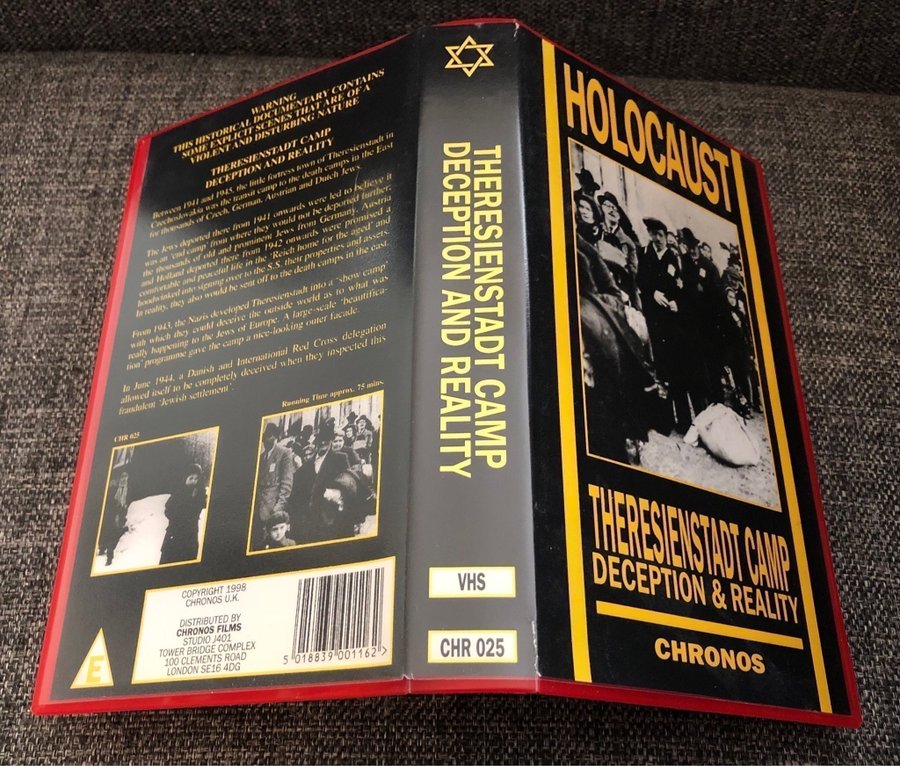 WARNING
THIS HISTORICAL DOCUMENTARY CONTAINS
SOME EXPLICIT SCENES THAT ARE OF A
VIOLENT AND DISTURBING NATURE
THERESIENSTADT CAMP
DECEPTION AND REALITY
Between 1941 and 1945, the little fortress town of Theresienstadt in
Czechoslovakia was the transit camp to the death camps in the East
for thousands of Czech, German, Austrian and Dutch Jews.
The Jews deported there from 1941 onwards were led to believe it
was an 'end camp' from where they would not be deported further;
the thousands of old and prominent Jews from Germany, Austria
and Holland deported there from 1942 onwards were promised a
comfortable and peaceful life in the 'Reich home for the aged' and
hoodwinked into signing over to the S.S. their properties and assets.
In reality, they also would be sent off to the death camps in the east.
From 1943, the Nazis developed Theresienstadt into a 'show camp'
with which they could deceive the outside world as to what was
really happening to the Jews of Europe. A large-scale 'beautifica-
tion' programme gave the camp a nice-looking outer facade.
In June 1944, a Danish and International Red Cross delegation
allowed itself to be completely deceived when they inspected this
fraudulent 'Jewish settlement'.
Running Time approx. 75 mins.
CHR 025
COPYRIGHT 1998
CHRONOS U.K.
DISTRIBUTED BY
CHRONOS FILMS
STUDIO J401
TOWER BRIDGE COMPLEX
100 CLEMENTS ROAD
LONDON SE16 4DG
5 018839 001162 >
E
THERESIENSTADT CAMP
DECEPTION AND REALITY
VHS
CHR 025
HOLOCAUST
THERESIENSTADT CAMP
DECEPTION & REALITY
CHRONOS